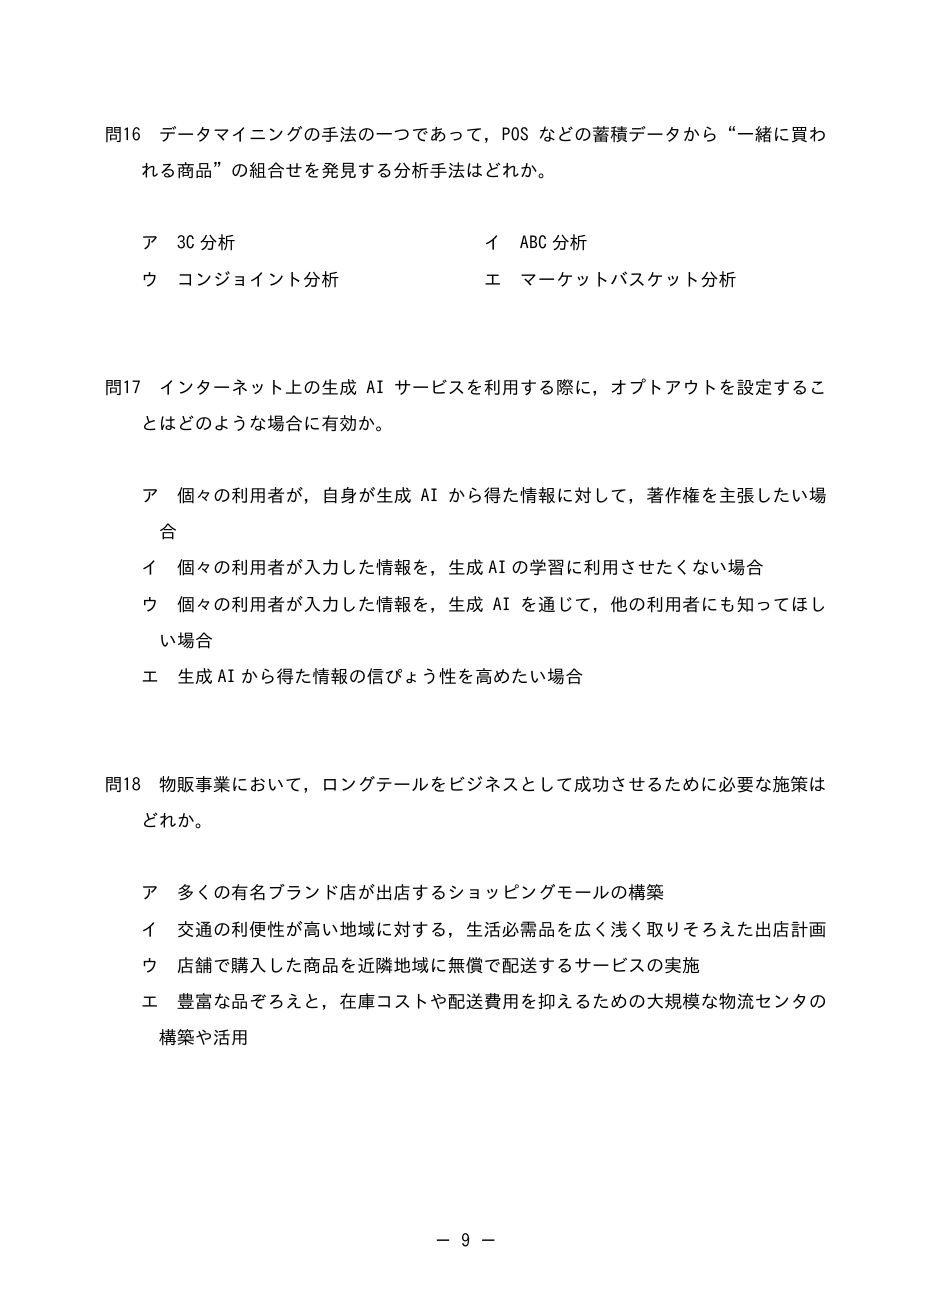 問16　データマイニングの手法の一つであって，POS などの蓄積データから“一緒に買わ
れる商品”の組合せを発見する分析手法はどれか。
ア　3C 分析　イ　ABC 分析
ウ　コンジョイント分析　エ　マーケットバスケット分析
問17　インターネット上の生成 AI サービスを利用する際に，オプトアウトを設定するこ
とはどのような場合に有効か。
ア　個々の利用者が，自身が生成 AI から得た情報に対して，著作権を主張したい場
合
イ　個々の利用者が入力した情報を，生成 AI の学習に利用させたくない場合
ウ　個々の利用者が入力した情報を，生成 AI を通じて，他の利用者にも知ってほし
い場合
エ　生成 AI から得た情報の信ぴょう性を高めたい場合
問18　物販事業において，ロングテールをビジネスとして成功させるために必要な施策は
どれか。
ア　多くの有名ブランド店が出店するショッピングモールの構築
イ　交通の利便性が高い地域に対する，生活必需品を広く浅く取りそろえた出店計画
ウ　店舗で購入した商品を近隣地域に無償で配送するサービスの実施
エ　豊富な品ぞろえと，在庫コストや配送費用を抑えるための大規模な物流センタの
構築や活用
－ 9 －